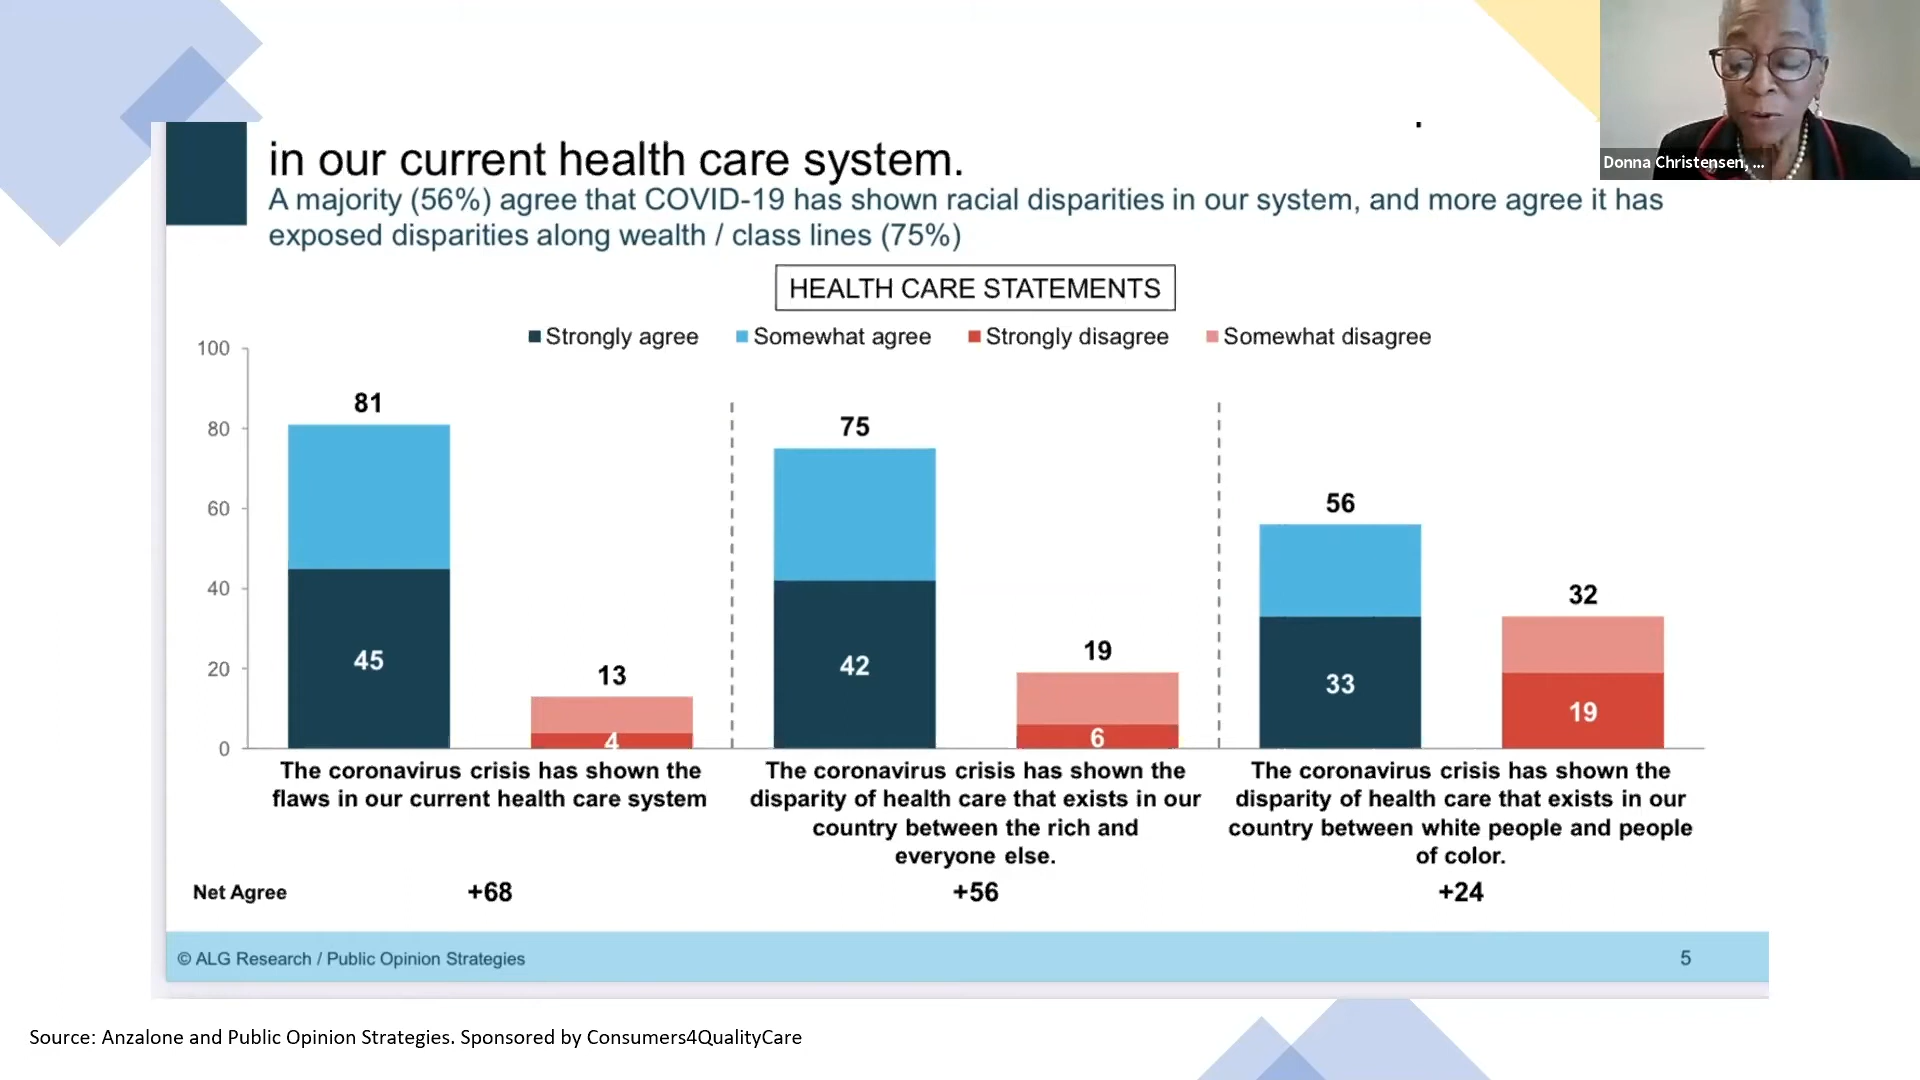 Donna Christensen, ...
in our current health care system.
A majority (56%) agree that COVID-19 has shown racial disparities in our system, and more agree it has
exposed disparities along wealth / class lines (75%)
HEALTH CARE STATEMENTS
Strongly agree Somewhat agree Strongly disagree Somewhat disagree
100
80
60
40
20
0
81
45
13
4
75
42
19
6
56
33
32
19
The coronavirus crisis has shown the
flaws in our current health care system
The coronavirus crisis has shown the
disparity of health care that exists in our
country between the rich and
everyone else.
The coronavirus crisis has shown the
disparity of health care that exists in our
country between white people and people
of color.
Net Agree +68 +56 +24
© ALG Research / Public Opinion Strategies 5
Source: Anzalone and Public Opinion Strategies. Sponsored by Consumers4QualityCare